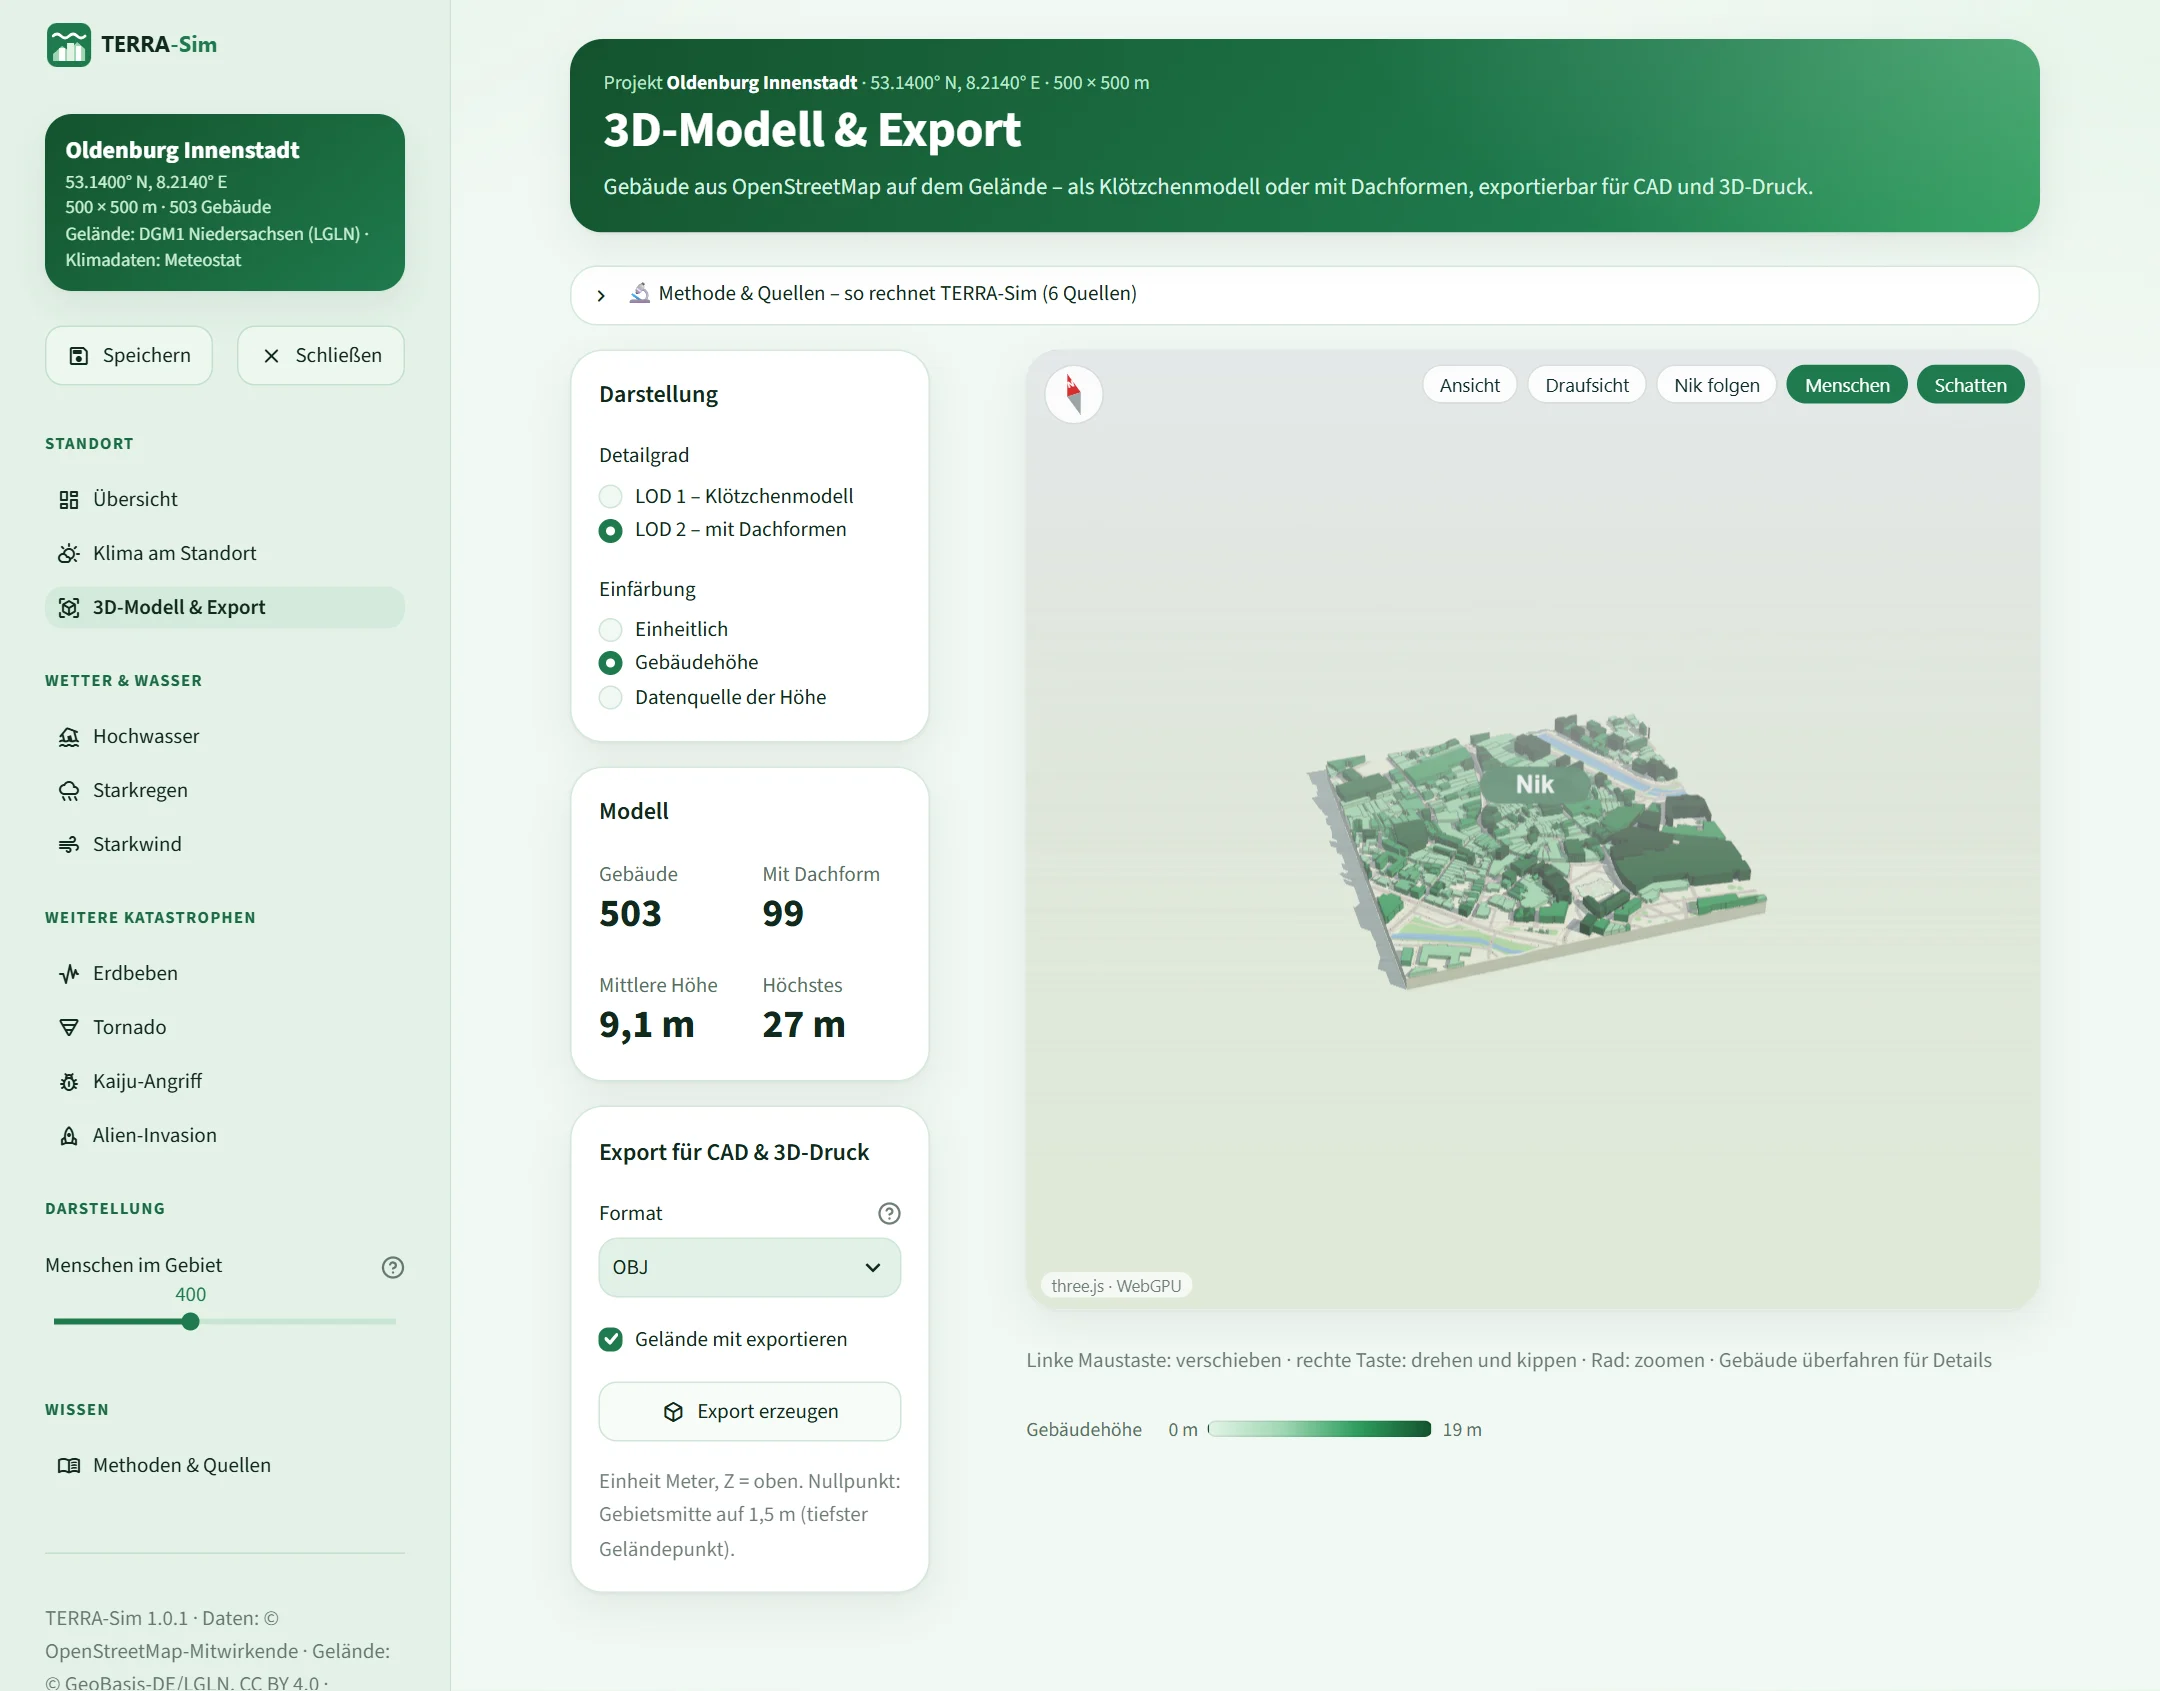 TERRA-Sim
Oldenburg Innenstadt
53.1400° N, 8.2140° E
500 × 500 m · 503 Gebäude
Gelände: DGM1 Niedersachsen (LGLN) ·
Klimadaten: Meteostat
Speichern
Schließen
STANDORT
Übersicht
Klima am Standort
3D-Modell & Export
WETTER & WASSER
Hochwasser
Starkregen
Starkwind
WEITERE KATASTROPHEN
Erdbeben
Tornado
Kaiju-Angriff
Alien-Invasion
DARSTELLUNG
Menschen im Gebiet
400
WISSEN
Methoden & Quellen
TERRA-Sim 1.0.1 · Daten: ©
OpenStreetMap-Mitwirkende · Gelände:
© GeoBasis-DE/LGLN, CC BY 4.0 ·
Projekt Oldenburg Innenstadt · 53.1400° N, 8.2140° E · 500 × 500 m
3D-Modell & Export
Gebäude aus OpenStreetMap auf dem Gelände – als Klötzchenmodell oder mit Dachformen, exportierbar für CAD und 3D-Druck.
Methode & Quellen – so rechnet TERRA-Sim (6 Quellen)
Darstellung
Detailgrad
LOD 1 – Klötzchenmodell
LOD 2 – mit Dachformen
Einfärbung
Einheitlich
Gebäudehöhe
Datenquelle der Höhe
Modell
Gebäude
Mit Dachform
503
99
Mittlere Höhe
Höchstes
9,1 m
27 m
Export für CAD & 3D-Druck
Format
OBJ
Gelände mit exportieren
Export erzeugen
Einheit Meter, Z = oben. Nullpunkt:
Gebietsmitte auf 1,5 m (tiefster
Geländepunkt).
N
Ansicht
Draufsicht
Nik folgen
Menschen
Schatten
Nik
three.js · WebGPU
Linke Maustaste: verschieben · rechte Taste: drehen und kippen · Rad: zoomen · Gebäude überfahren für Details
Gebäudehöhe
0 m
19 m